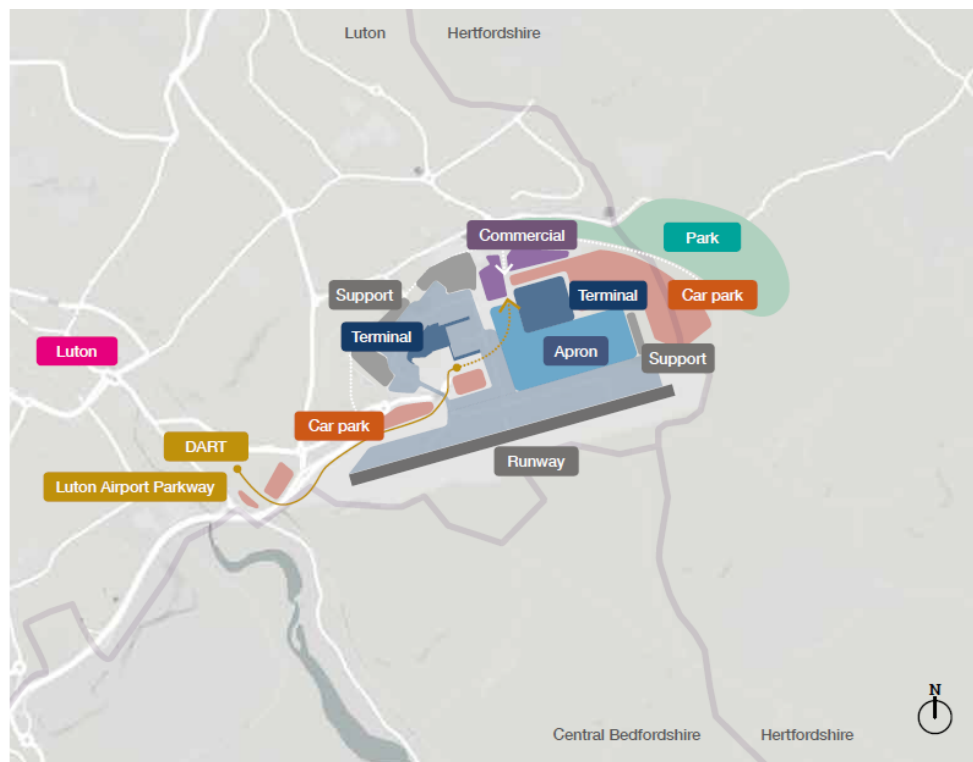 Luton
Hertfordshire
Commercial
Park
Support
Terminal
Car park
Terminal
Luton
Apron
Support
Car park
DART
Runway
Luton Airport Parkway
N
Central Bedfordshire
Hertfordshire